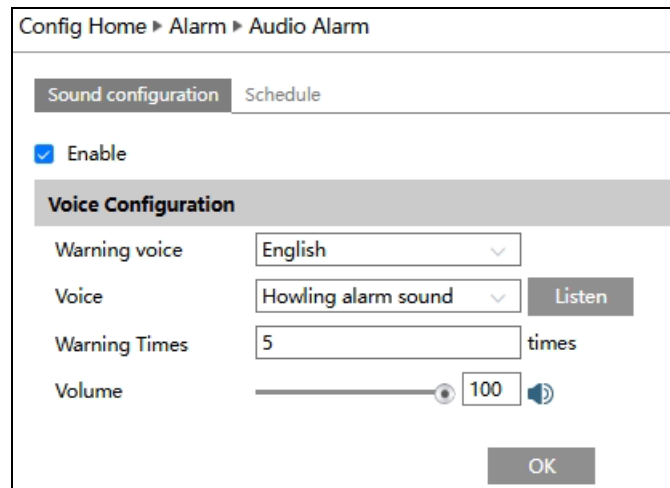 Config Home ▶ Alarm ▶ Audio Alarm
Sound configuration Schedule
Enable
Voice Configuration
Warning voice English
Voice Howling alarm sound Listen
Warning Times 5 times
Volume 100
OK